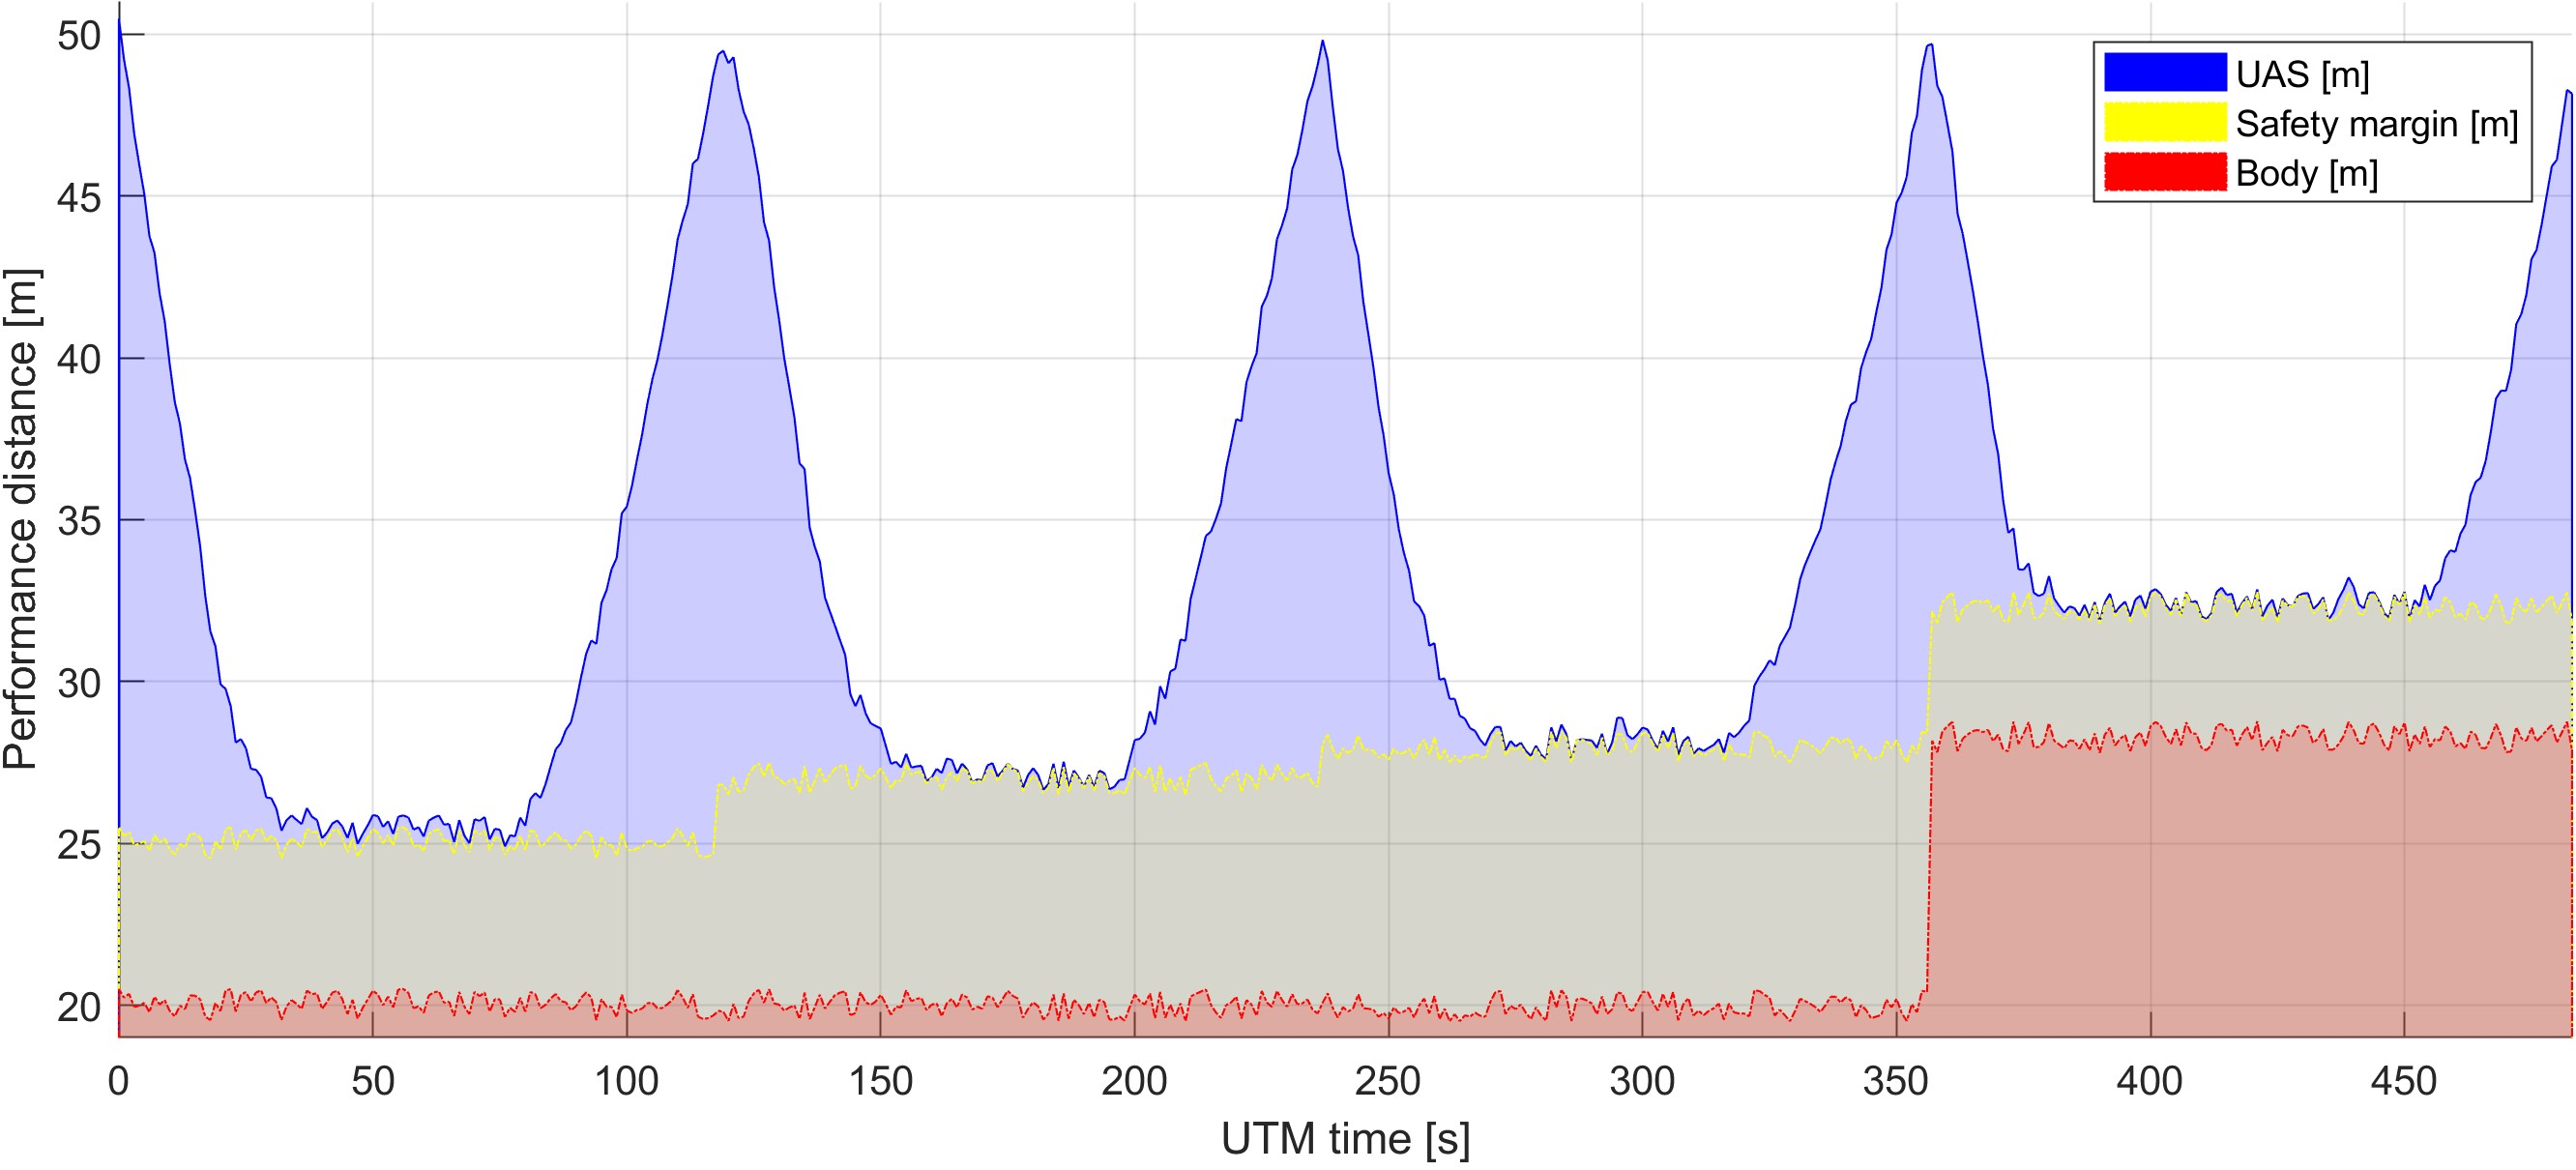 50
45
40
35
30
25
20
Performance distance [m]
UAS [m]
Safety margin [m]
Body [m]
0 50 100 150 200 250 300 350 400 450
UTM time [s]